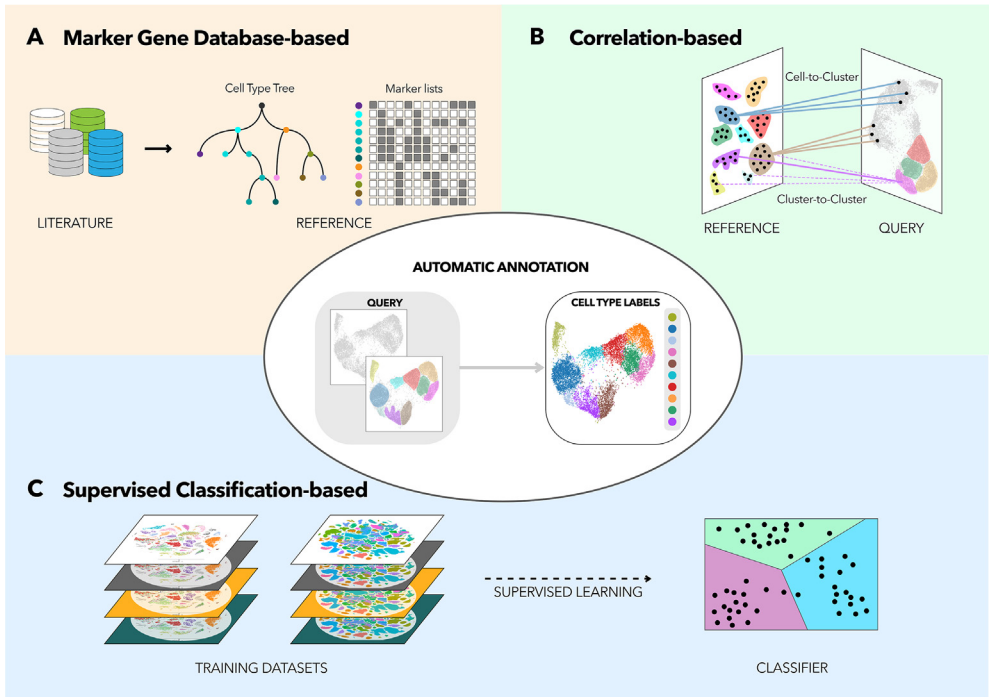 A Marker Gene Database-based
Cell Type Tree
Marker lists
LITERATURE
REFERENCE
B Correlation-based
Cell-to-Cluster
Cluster-to-Cluster
REFERENCE
QUERY
AUTOMATIC ANNOTATION
QUERY
CELL TYPE LABELS
C Supervised Classification-based
SUPERVISED LEARNING
TRAINING DATASETS
CLASSIFIER